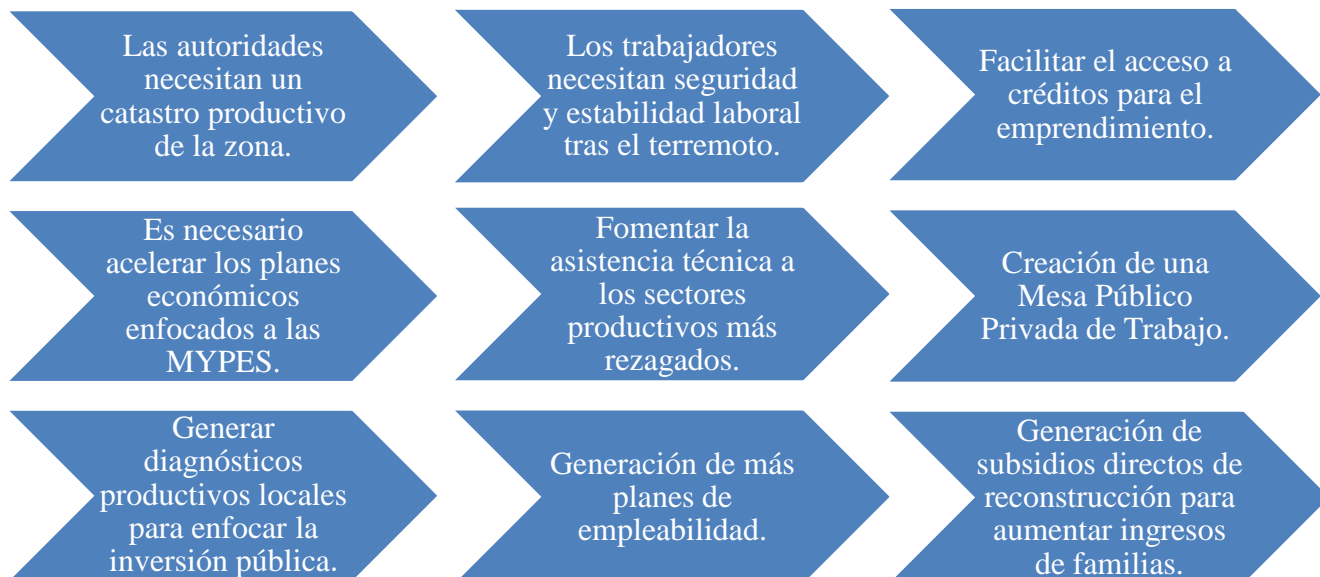 Las autoridades
necesitan un
catastro productivo
de la zona.
Los trabajadores
necesitan seguridad
y estabilidad laboral
tras el terremoto.
Facilitar el acceso a
créditos para el
emprendimiento.
Es necesario
acelerar los planes
económicos
enfocados a las
MYPES.
Fomentar la
asistencia técnica a
los sectores
productivos más
rezagados.
Creación de una
Mesa Público
Privada de Trabajo.
Generar
diagnósticos
productivos locales
para enfocar la
inversión pública.
Generación de más
planes de
empleabilidad.
Generación de
subsidios directos de
reconstrucción para
aumentar ingresos
de familias.